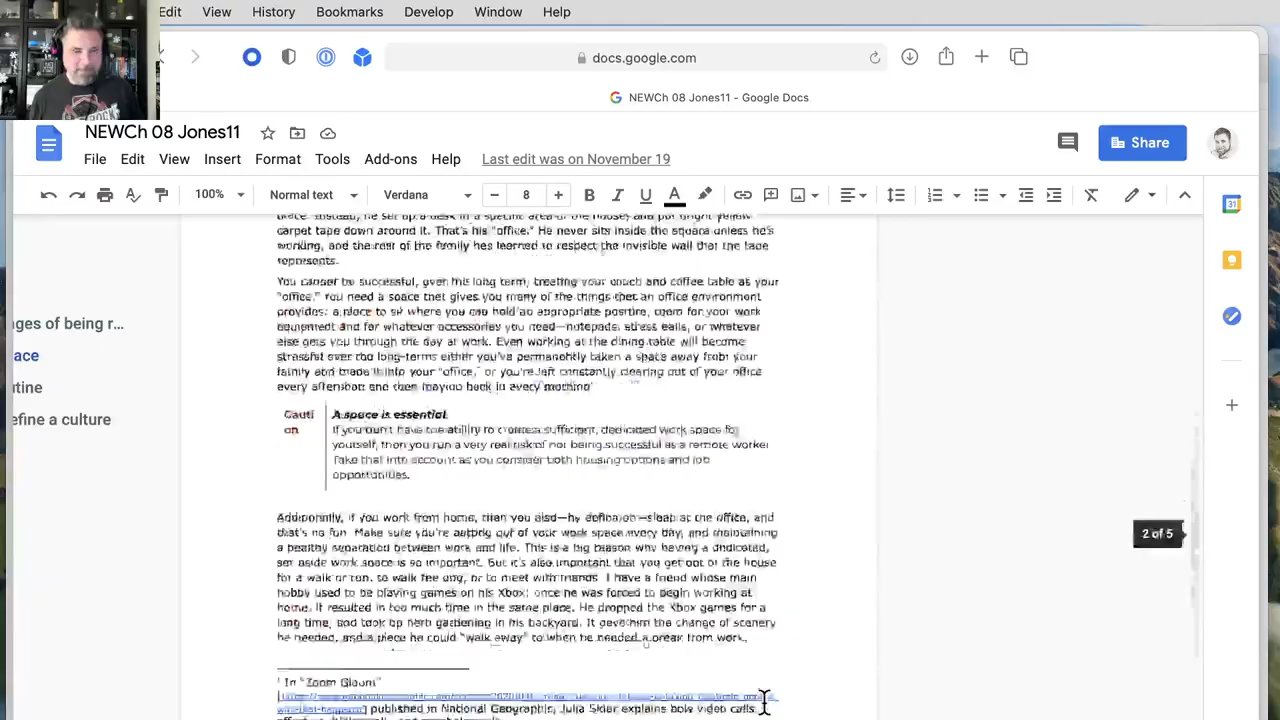 Edit View History Bookmarks Develop Window Help
docs.google.com
NEWCh 08 Jones11 - Google Docs
NEWCh 08 Jones11
File Edit View Insert Format Tools Add-ons Help Last edit was on November 19
Share
100% Normal text Verdana 8
31
carpet tape down around it. That's his "office." He never sits inside the square unless he's
working, and the rest of the family has learned to respect the invisible wall that the tape
represents.
You cannot be successful, over the long term, treating your couch and coffee table as your
"office." You need a space that gives you many of the things that an office environment
provides: a place to sit where you can hold an appropriate posture, room for your work
equipment and for whatever accessories you need—notepads, stress balls, or whatever
else gets you through the day at work. Even working at the dining table will become
stressful over the long-term: either you've permanently taken a space away from your
family and made it into your "office," or you're left constantly clearing out of your office
every afternoon and then moving back in every morning
Cauti
on
A space is essential
If you don't have the ability to create a sufficient, dedicated work space for
yourself, then you run a very real risk of not being successful as a remote worker
Take that into account as you consider both housing options and job
opportunities.
Additionally, if you work from home, than you also—by definition—sleep at the office, and
that's no fun. Make sure you're getting out of your work space every day, and maintaining
a healthy separation between work and life. This is a big reason why having a dedicated,
set aside work space is so important. But it's also important that you get out of the house
for a walk or run, to walk the dog, or to meet with friends. I have a friend whose main
hobby used to be playing games on his Xbox; once he was forced to begin working at
home, it resulted in too much time in the same place. He dropped the Xbox games for a
long time, and took up herb gardening in his backyard. It gave him the change of scenery
he needed, and a place he could "walk away" to when he needed a break from work.
In "Zoom Gloom"
published in National Geographic, Julia Sklar explains how video calls
ages of being r...
ace
utine
efine a culture
2 of 5